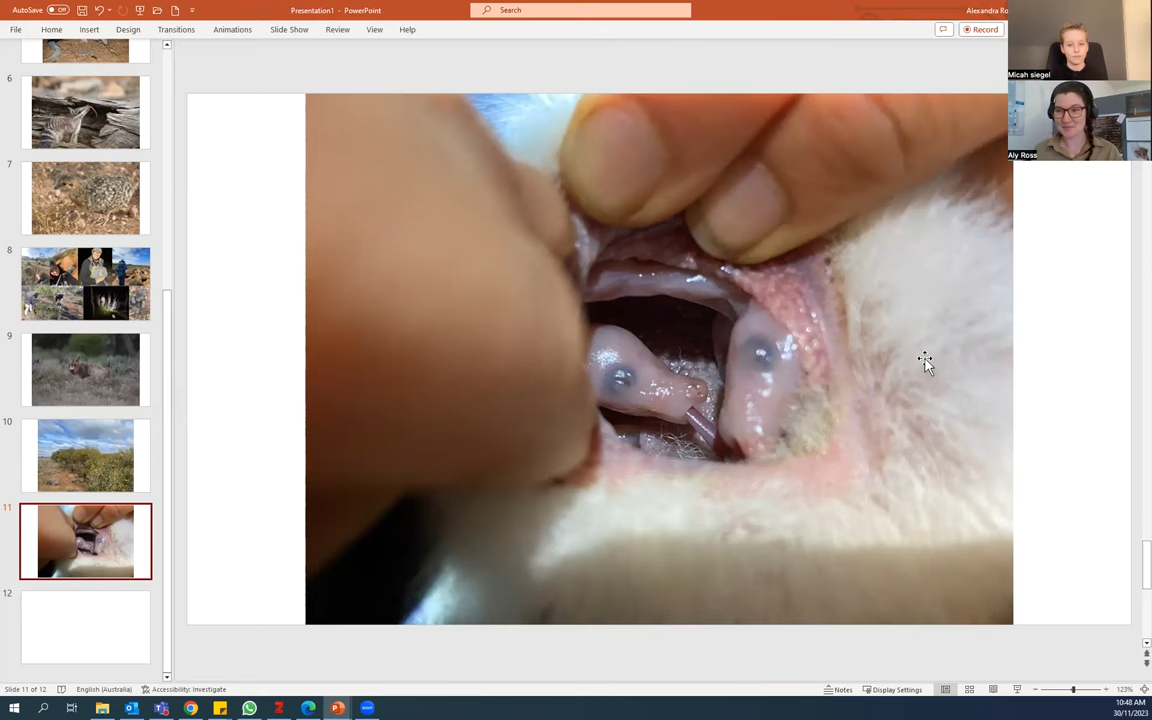 AutoSave Off
Presentation1 - PowerPoint
Search
Alexandra Ro
File Home Insert Design Transitions Animations Slide Show Review View Help
Record
Micah siegel
Aly Ross
6
7
8
9
10
11
12
Slide 11 of 12 English (Australia) Accessibility: Investigate
Notes Display Settings 123%
10:48 AM
30/11/2023